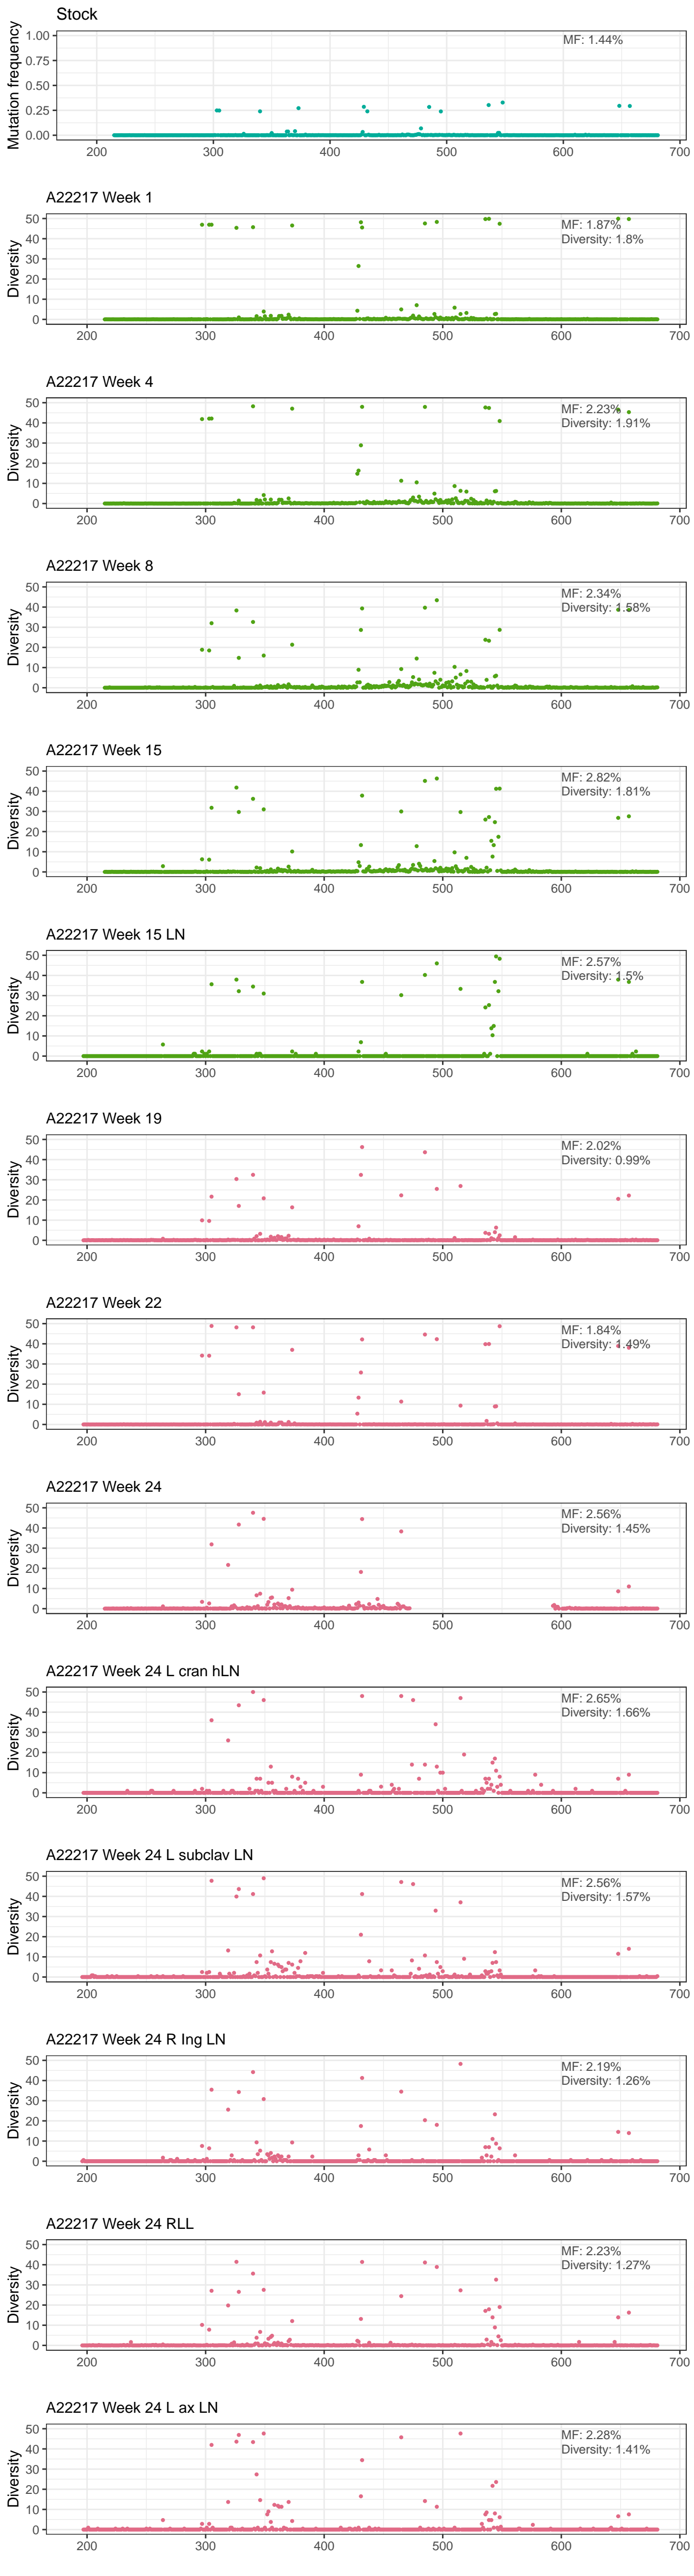 Stock
Mutation frequency
1.00
0.75
0.50
0.25
0.00
MF: 1.44%
200 300 400 500 600 700
A22217 Week 1
Diversity
50
40
30
20
10
0
MF: 1.87%
Diversity: 1.8%
200 300 400 500 600 700
A22217 Week 4
Diversity
50
40
30
20
10
0
MF: 2.23%
Diversity: 1.91%
200 300 400 500 600 700
A22217 Week 8
Diversity
50
40
30
20
10
0
MF: 2.34%
Diversity: 1.58%
200 300 400 500 600 700
A22217 Week 15
Diversity
50
40
30
20
10
0
MF: 2.82%
Diversity: 1.81%
200 300 400 500 600 700
A22217 Week 15 LN
Diversity
50
40
30
20
10
0
MF: 2.57%
Diversity: 1.5%
200 300 400 500 600 700
A22217 Week 19
Diversity
50
40
30
20
10
0
MF: 2.02%
Diversity: 0.99%
200 300 400 500 600 700
A22217 Week 22
Diversity
50
40
30
20
10
0
MF: 1.84%
Diversity: 1.49%
200 300 400 500 600 700
A22217 Week 24
Diversity
50
40
30
20
10
0
MF: 2.56%
Diversity: 1.45%
200 300 400 500 600 700
A22217 Week 24 L cran hLN
Diversity
50
40
30
20
10
0
MF: 2.65%
Diversity: 1.66%
200 300 400 500 600 700
A22217 Week 24 L subclav LN
Diversity
50
40
30
20
10
0
MF: 2.56%
Diversity: 1.57%
200 300 400 500 600 700
A22217 Week 24 R Ing LN
Diversity
50
40
30
20
10
0
MF: 2.19%
Diversity: 1.26%
200 300 400 500 600 700
A22217 Week 24 RLL
Diversity
50
40
30
20
10
0
MF: 2.23%
Diversity: 1.27%
200 300 400 500 600 700
A22217 Week 24 L ax LN
Diversity
50
40
30
20
10
0
MF: 2.28%
Diversity: 1.41%
200 300 400 500 600 700